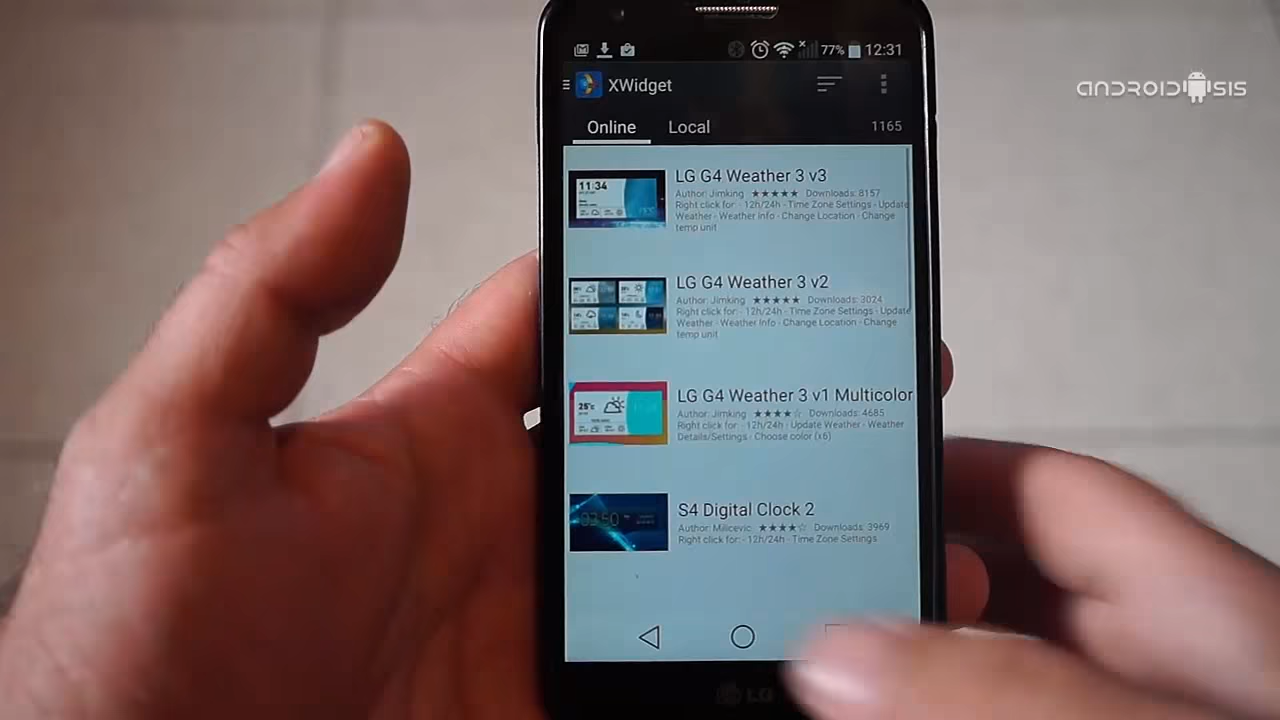 77% 12:31
XWidget
ANDROIDSIS
Online Local 1165
LG G4 Weather 3 v3
Author: Jimking ★★★★★ Downloads: 8157
Right click for: - 12h/24h - Time Zone Settings - Update
Weather - Weather Info - Change Location - Change
temp unit
11:34
LG G4 Weather 3 v2
Author: Jimking ★★★★★ Downloads: 3024
Right click for: - 12h/24h - Time Zone Settings - Update
Weather - Weather Info - Change Location - Change
temp unit
LG G4 Weather 3 v1 Multicolor
Author: Jimking ★★★★☆ Downloads: 4685
Right click for: - 12h/24h - Update Weather - Weather
Details/Settings - Choose color (x6)
25°c
S4 Digital Clock 2
Author: Milicevic ★★★★☆ Downloads: 3969
Right click for: - 12h/24h - Time Zone Settings
LG